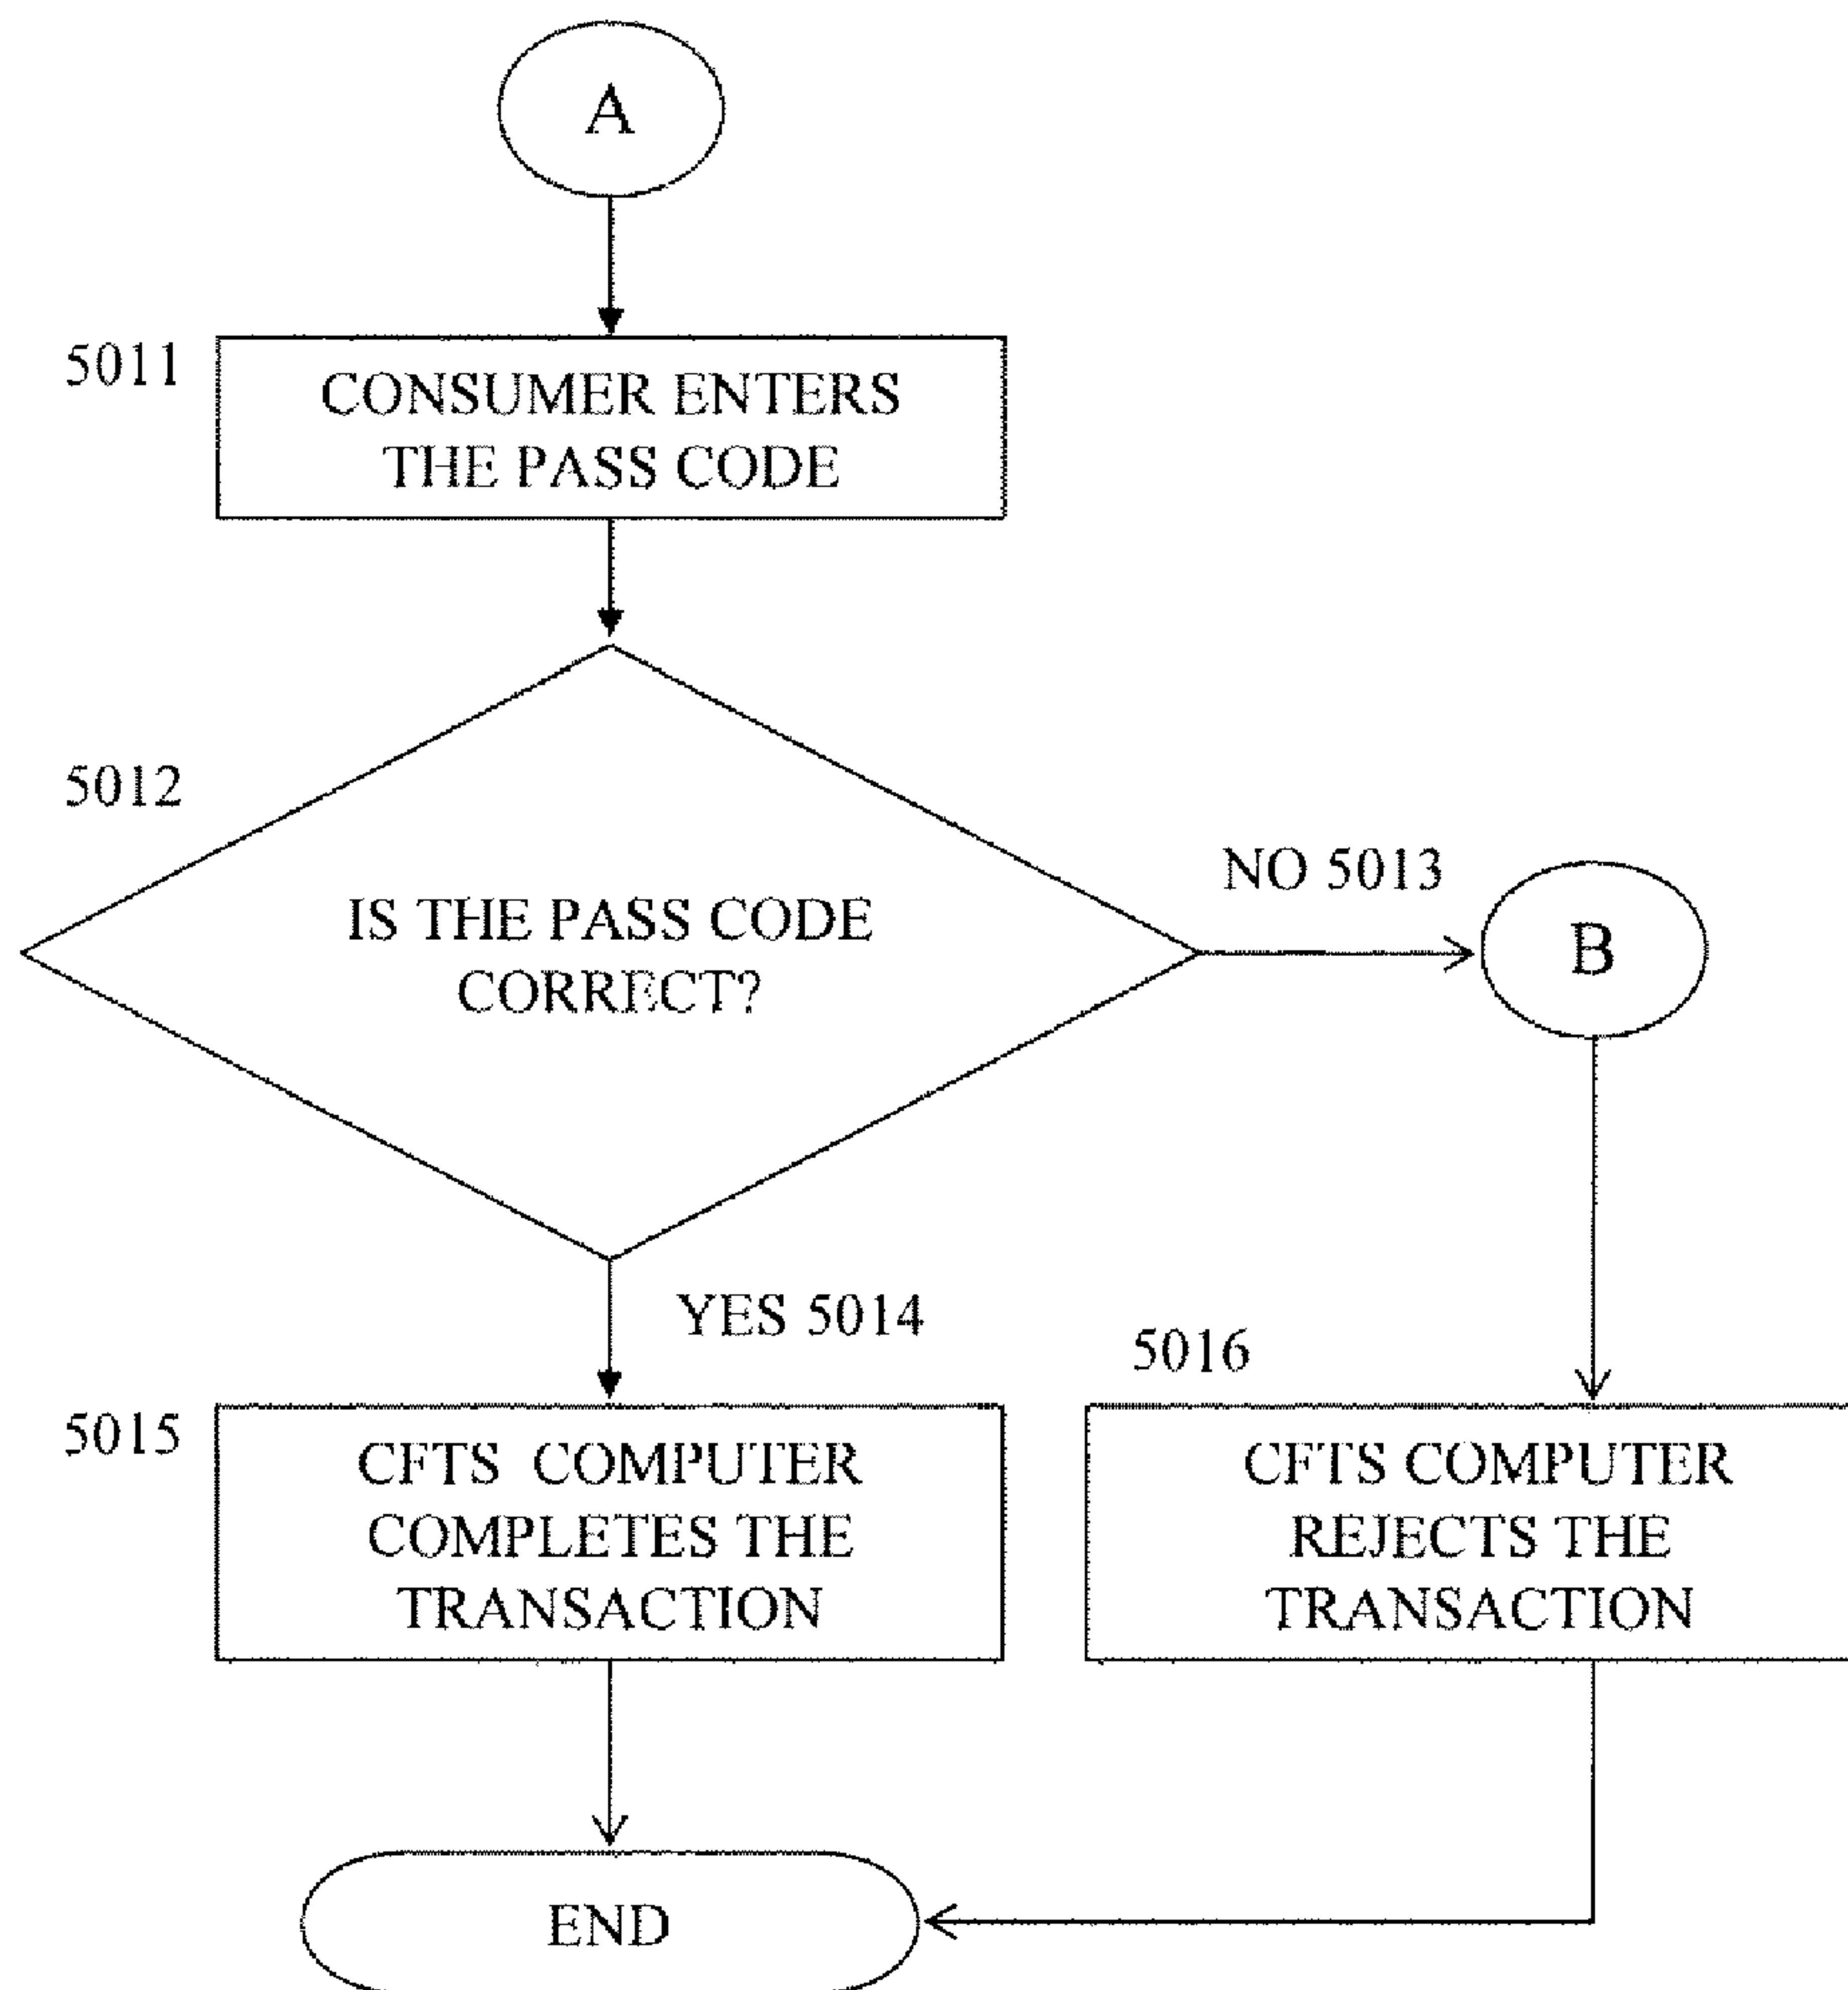 A
5011
CONSUMER ENTERS
THE PASS CODE
5012
IS THE PASS CODE
CORRECT?
NO 5013
B
YES 5014
5015
CFTS COMPUTER
COMPLETES THE
TRANSACTION
5016
CFTS COMPUTER
REJECTS THE
TRANSACTION
END